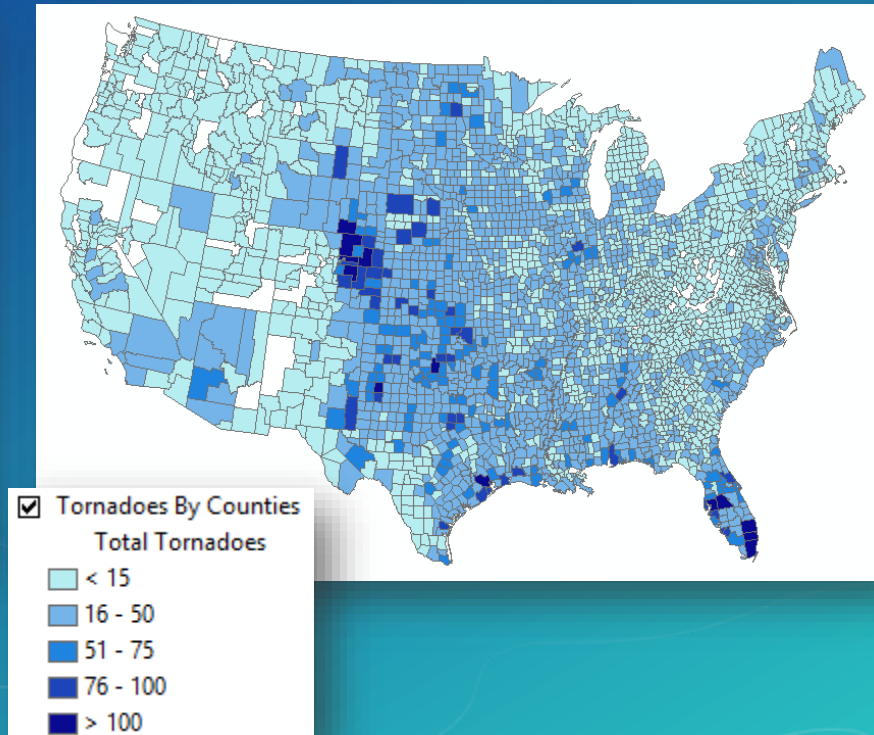 Tornadoes By Counties
Total Tornadoes
< 15
16 - 50
51 - 75
76 - 100
> 100